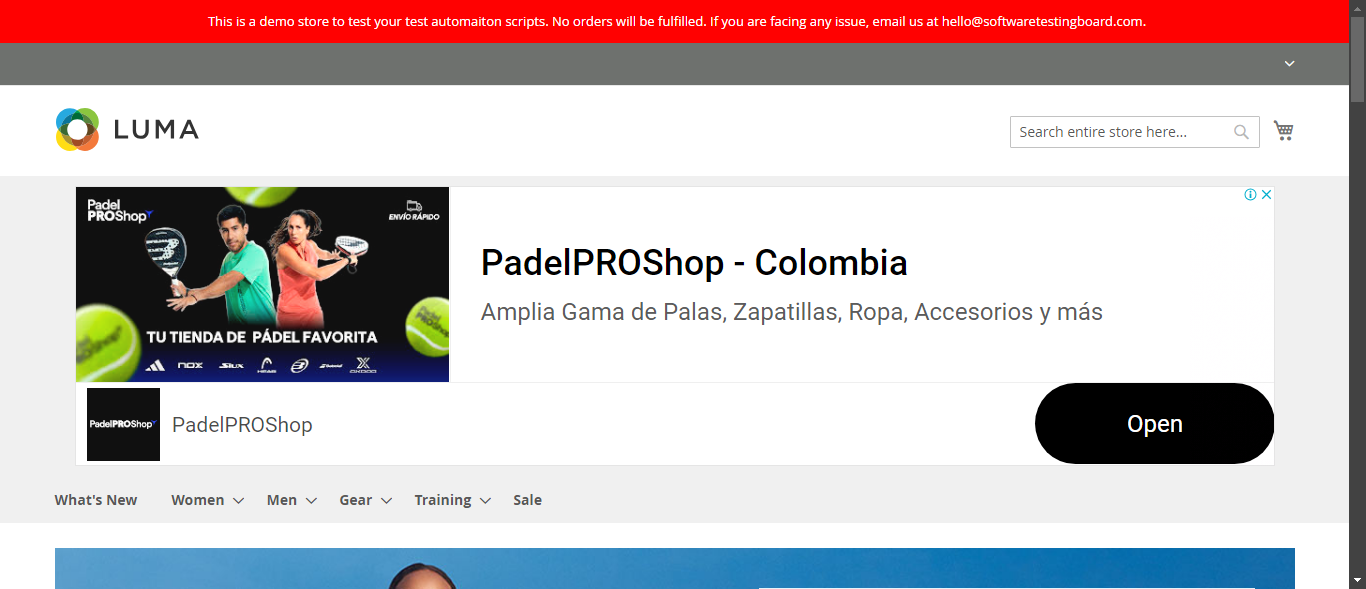 This is a demo store to test your test automaiton scripts. No orders will be fulfilled. If you are facing any issue, email us at hello@softwaretestingboard.com.
LUMA
Search entire store here...
Padel
PROShop
ENVÍO RÁPIDO
TU TIENDA DE PÁDEL FAVORITA
NOX
SIUX
HEAD
PadelPROShop - Colombia
Amplia Gama de Palas, Zapatillas, Ropa, Accesorios y más
PadelPROShop
PadelPROShop
Open
What's New
Women
Men
Gear
Training
Sale